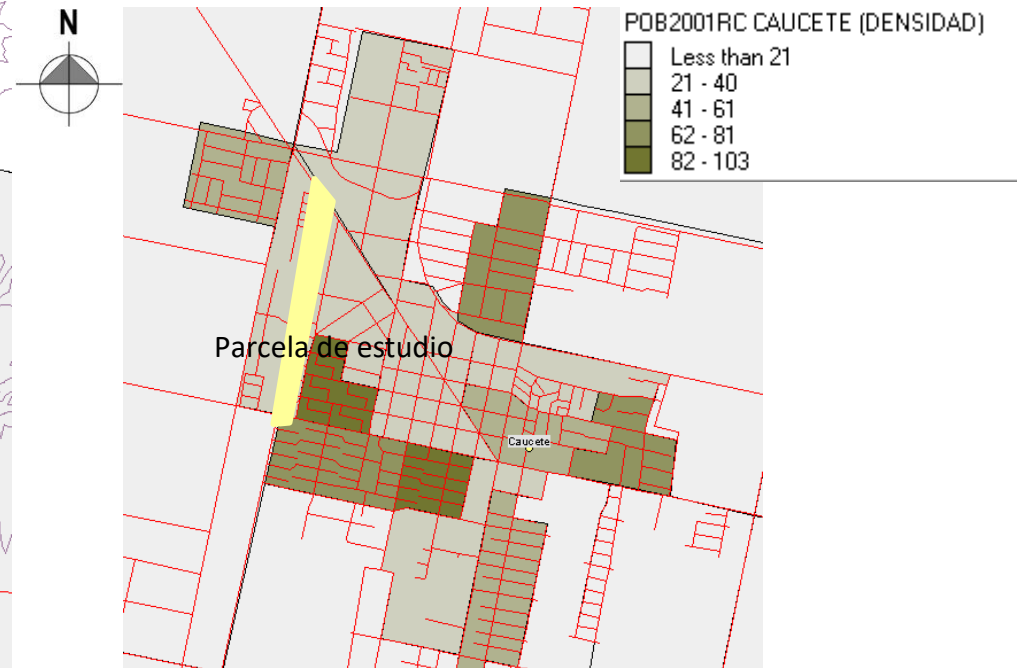 N
POB2001RC CAUCETE (DENSIDAD)
Less than 21
21 - 40
41 - 61
62 - 81
82 - 103
Parcela de estudio
Caucete